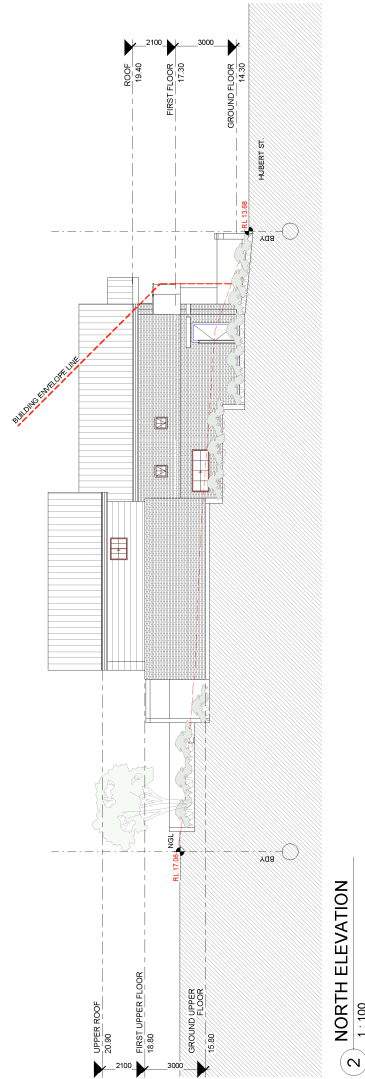 UPPER ROOF
20.90
2100
FIRST UPPER FLOOR
18.80
3000
GROUND UPPER
FLOOR
15.80
RL 17.06
NGL
BDY
BUILDING ENVELOPE LINE
RL 13.68
BDY
HUBERT ST.
ROOF
19.40
2100
FIRST FLOOR
17.30
3000
GROUND FLOOR
14.30
2
NORTH ELEVATION
1 : 100